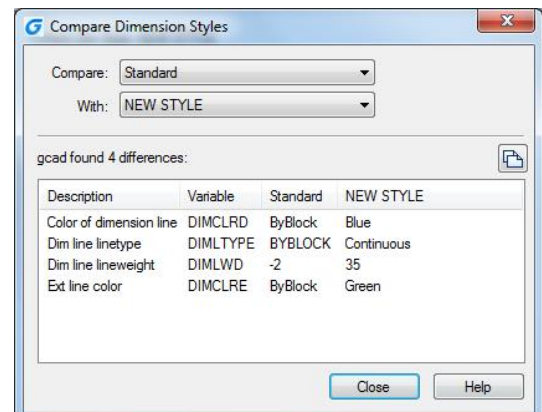 Compare Dimension Styles
Compare: Standard
With: NEW STYLE
gcad found 4 differences:
Description Variable Standard NEW STYLE
Color of dimension line DIMCLRD ByBlock Blue
Dim line linetype DIMLTYPE BYBLOCK Continuous
Dim line lineweight DIMLWD -2 35
Ext line color DIMCLRE ByBlock Green
Close Help